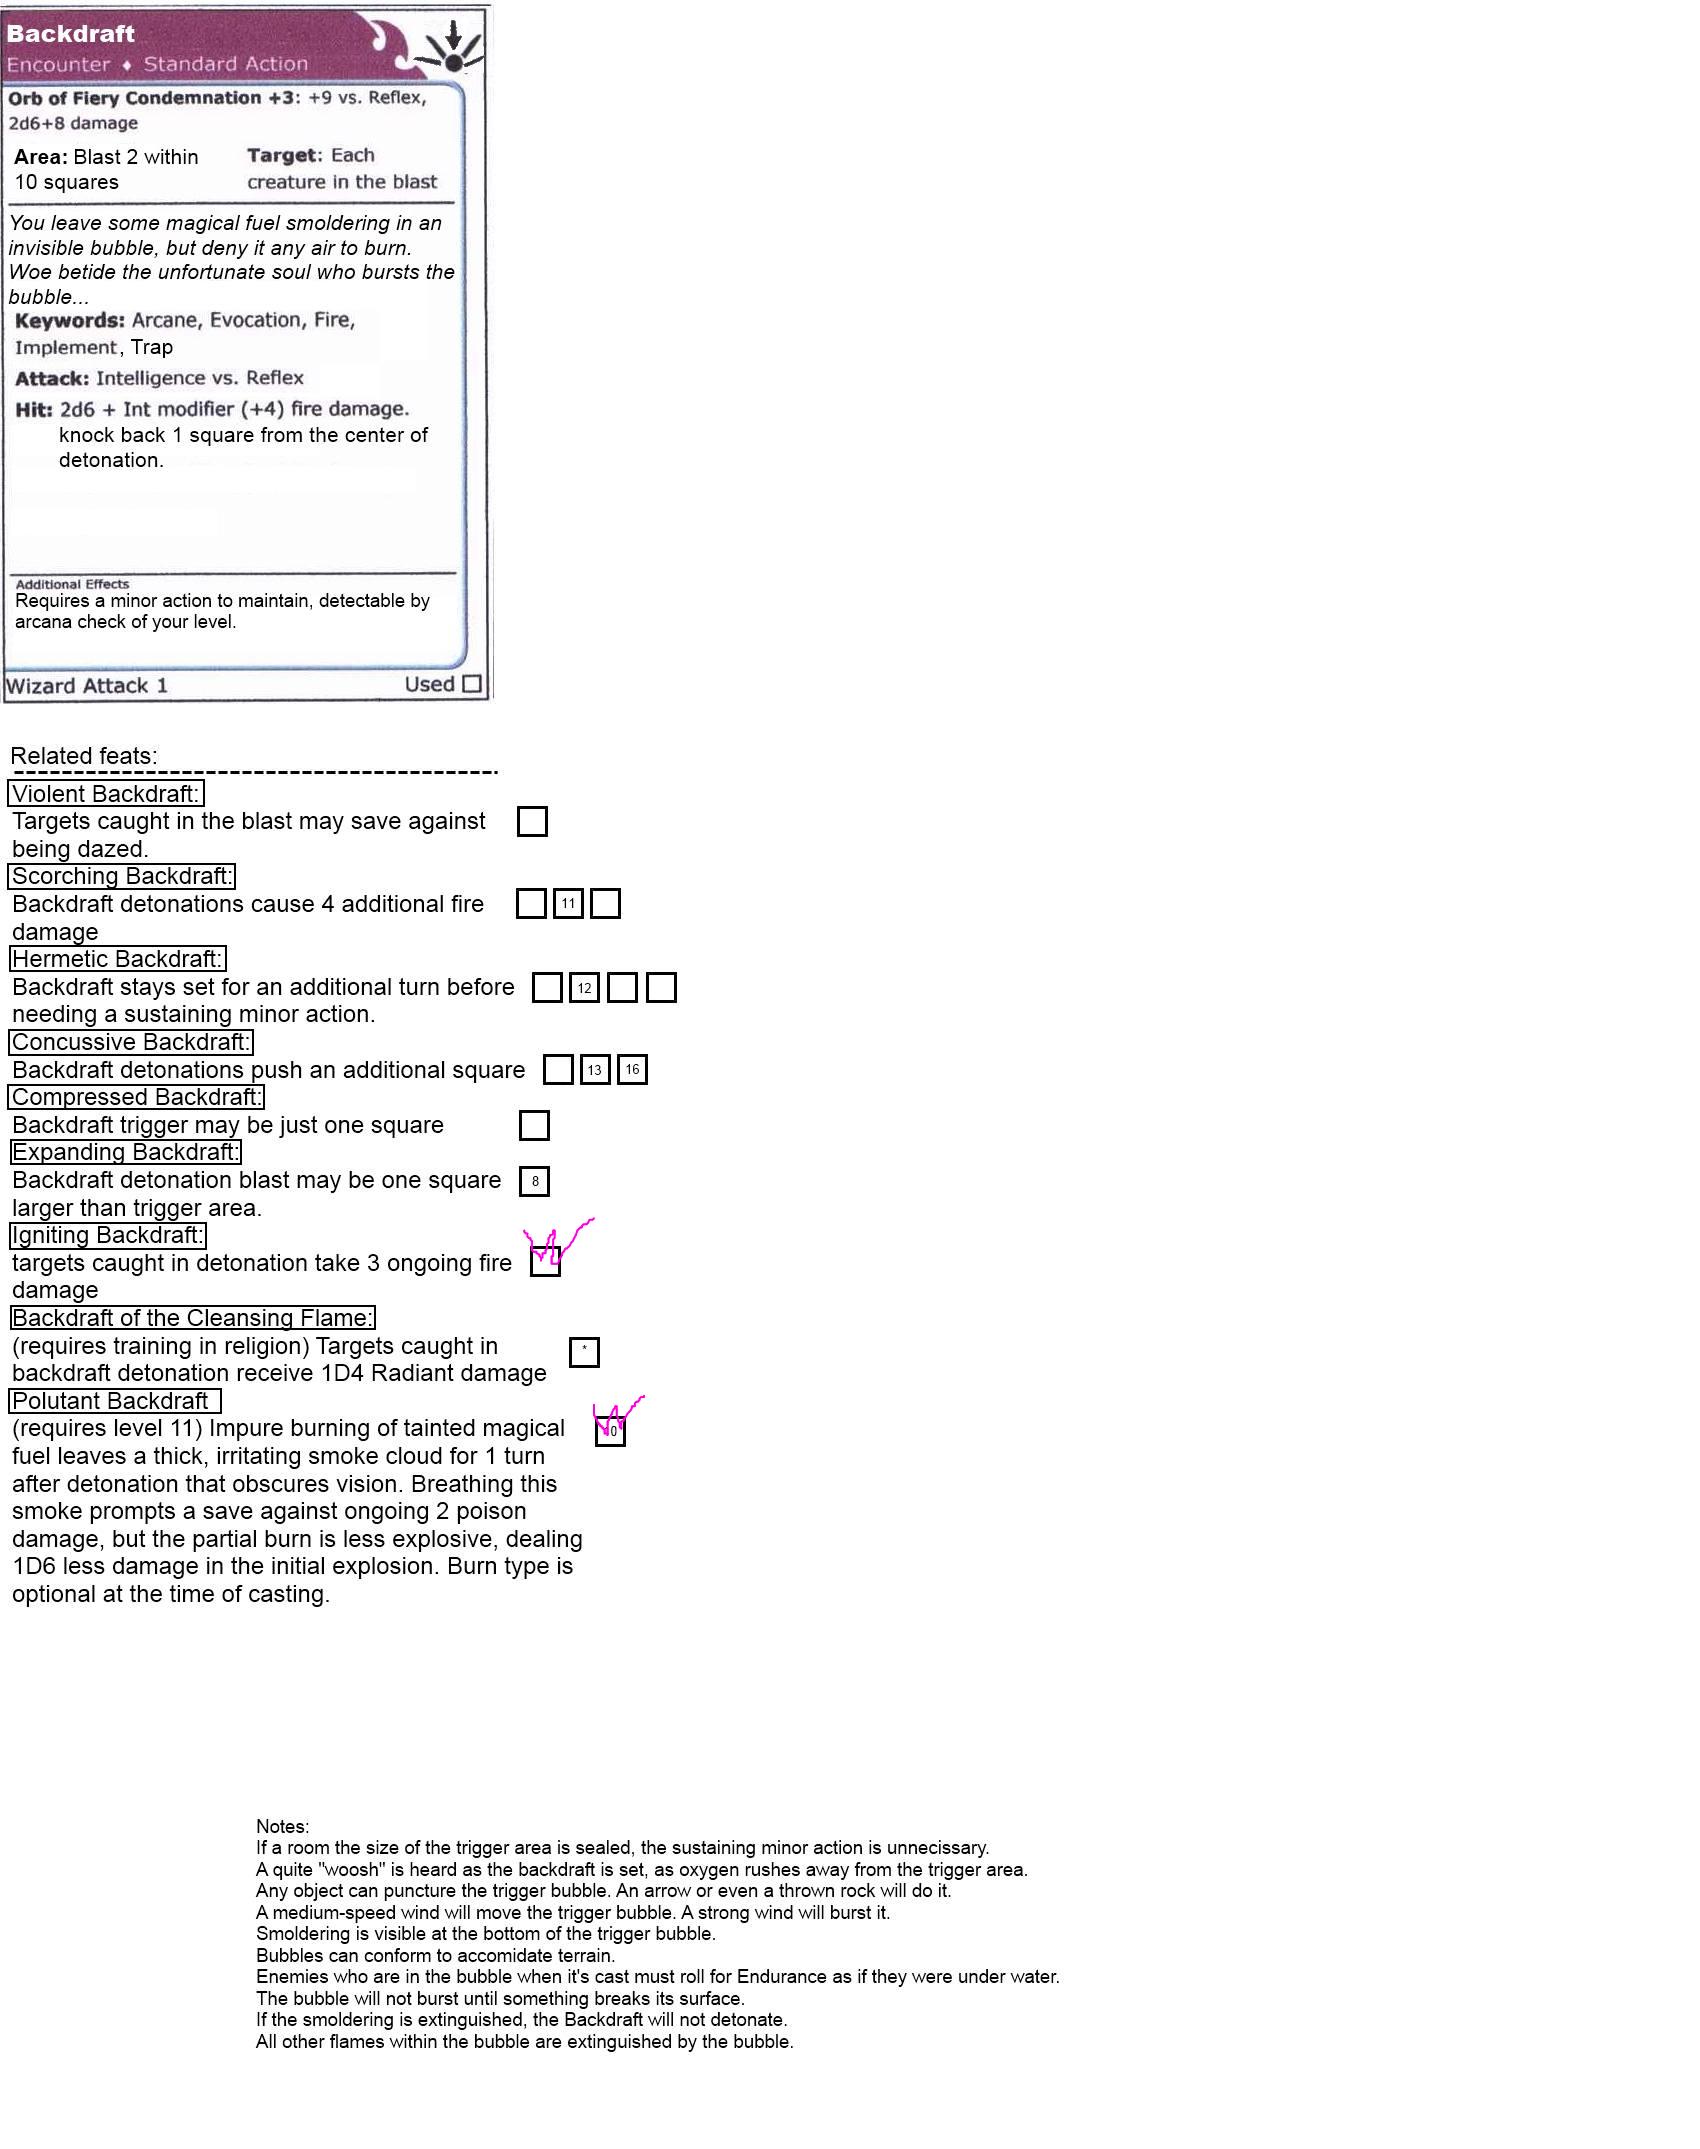 Backdraft
Encounter ♦ Standard Action
Orb of Fiery Condemnation +3: +9 vs. Reflex,
2d6+8 damage
Area: Blast 2 within
10 squares
Target: Each
creature in the blast
You leave some magical fuel smoldering in an
invisible bubble, but deny it any air to burn.
Woe betide the unfortunate soul who bursts the
bubble...
Keywords: Arcane, Evocation, Fire,
Implement, Trap
Attack: Intelligence vs. Reflex
Hit: 2d6 + Int modifier (+4) fire damage.
knock back 1 square from the center of
detonation.
Additional Effects
Requires a minor action to maintain, detectable by
arcana check of your level.
Wizard Attack 1 Used
Related feats:
Violent Backdraft:
Targets caught in the blast may save against
being dazed.
Scorching Backdraft:
Backdraft detonations cause 4 additional fire 11
damage
Hermetic Backdraft:
Backdraft stays set for an additional turn before 12
needing a sustaining minor action.
Concussive Backdraft:
Backdraft detonations push an additional square 13 16
Compressed Backdraft:
Backdraft trigger may be just one square
Expanding Backdraft:
Backdraft detonation blast may be one square 8
larger than trigger area.
Igniting Backdraft:
targets caught in detonation take 3 ongoing fire
damage
Backdraft of the Cleansing Flame:
(requires training in religion) Targets caught in *
backdraft detonation receive 1D4 Radiant damage
Polutant Backdraft
(requires level 11) Impure burning of tainted magical
fuel leaves a thick, irritating smoke cloud for 1 turn
after detonation that obscures vision. Breathing this
smoke prompts a save against ongoing 2 poison
damage, but the partial burn is less explosive, dealing
1D6 less damage in the initial explosion. Burn type is
optional at the time of casting.
Notes:
If a room the size of the trigger area is sealed, the sustaining minor action is unnecissary.
A quite "woosh" is heard as the backdraft is set, as oxygen rushes away from the trigger area.
Any object can puncture the trigger bubble. An arrow or even a thrown rock will do it.
A medium-speed wind will move the trigger bubble. A strong wind will burst it.
Smoldering is visible at the bottom of the trigger bubble.
Bubbles can conform to accomidate terrain.
Enemies who are in the bubble when it's cast must roll for Endurance as if they were under water.
The bubble will not burst until something breaks its surface.
If the smoldering is extinguished, the Backdraft will not detonate.
All other flames within the bubble are extinguished by the bubble.